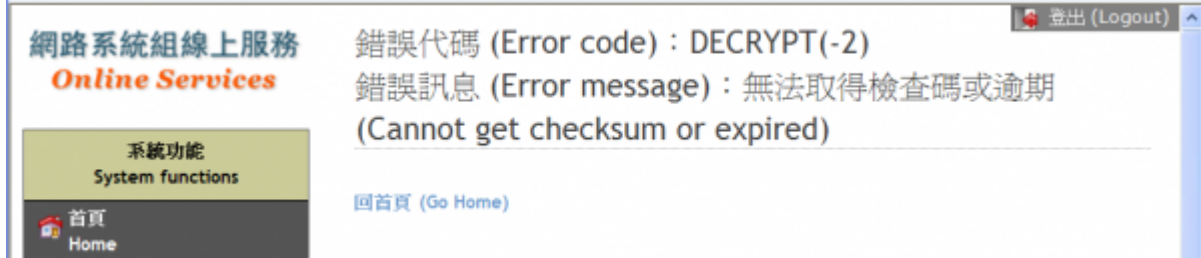 登出 (Logout)
網路系統組線上服務
Online Services
錯誤代碼 (Error code)：DECRYPT(-2)
錯誤訊息 (Error message)：無法取得檢查碼或逾期
(Cannot get checksum or expired)
系統功能
System functions
首頁
Home
回首頁 (Go Home)